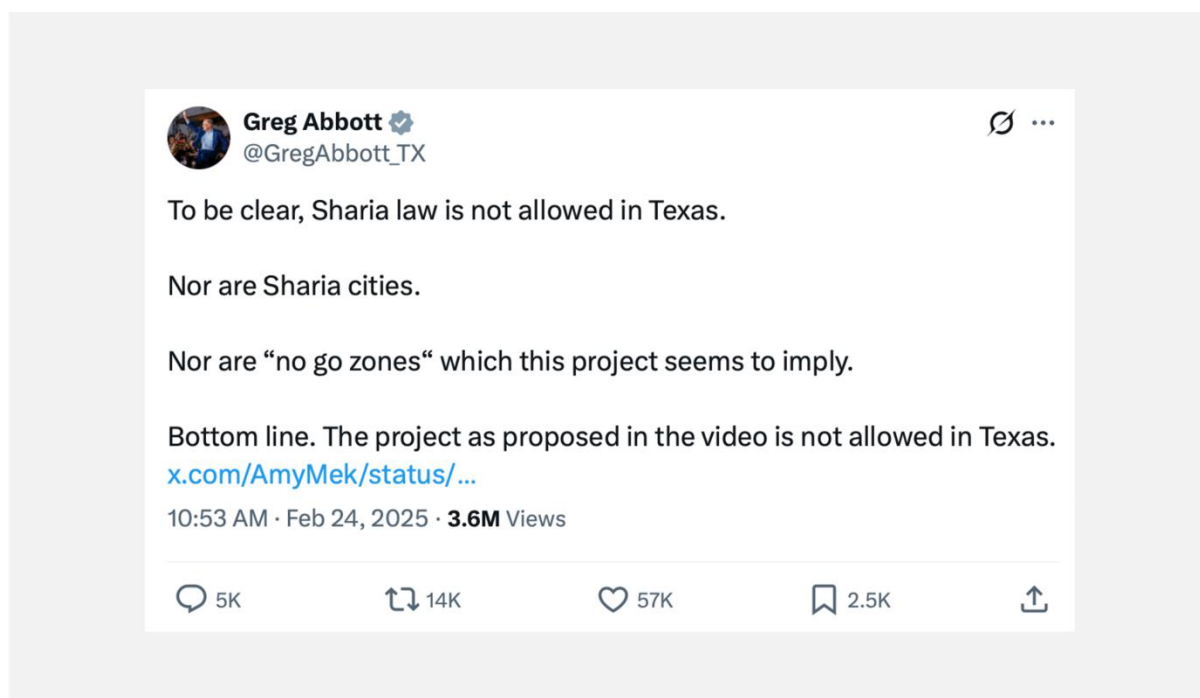 Greg Abbott
@GregAbbott_TX
To be clear, Sharia law is not allowed in Texas.
Nor are Sharia cities.
Nor are “no go zones“ which this project seems to imply.
Bottom line. The project as proposed in the video is not allowed in Texas.
x.com/AmyMek/status/...
10:53 AM · Feb 24, 2025 · 3.6M Views
5K 14K 57K 2.5K